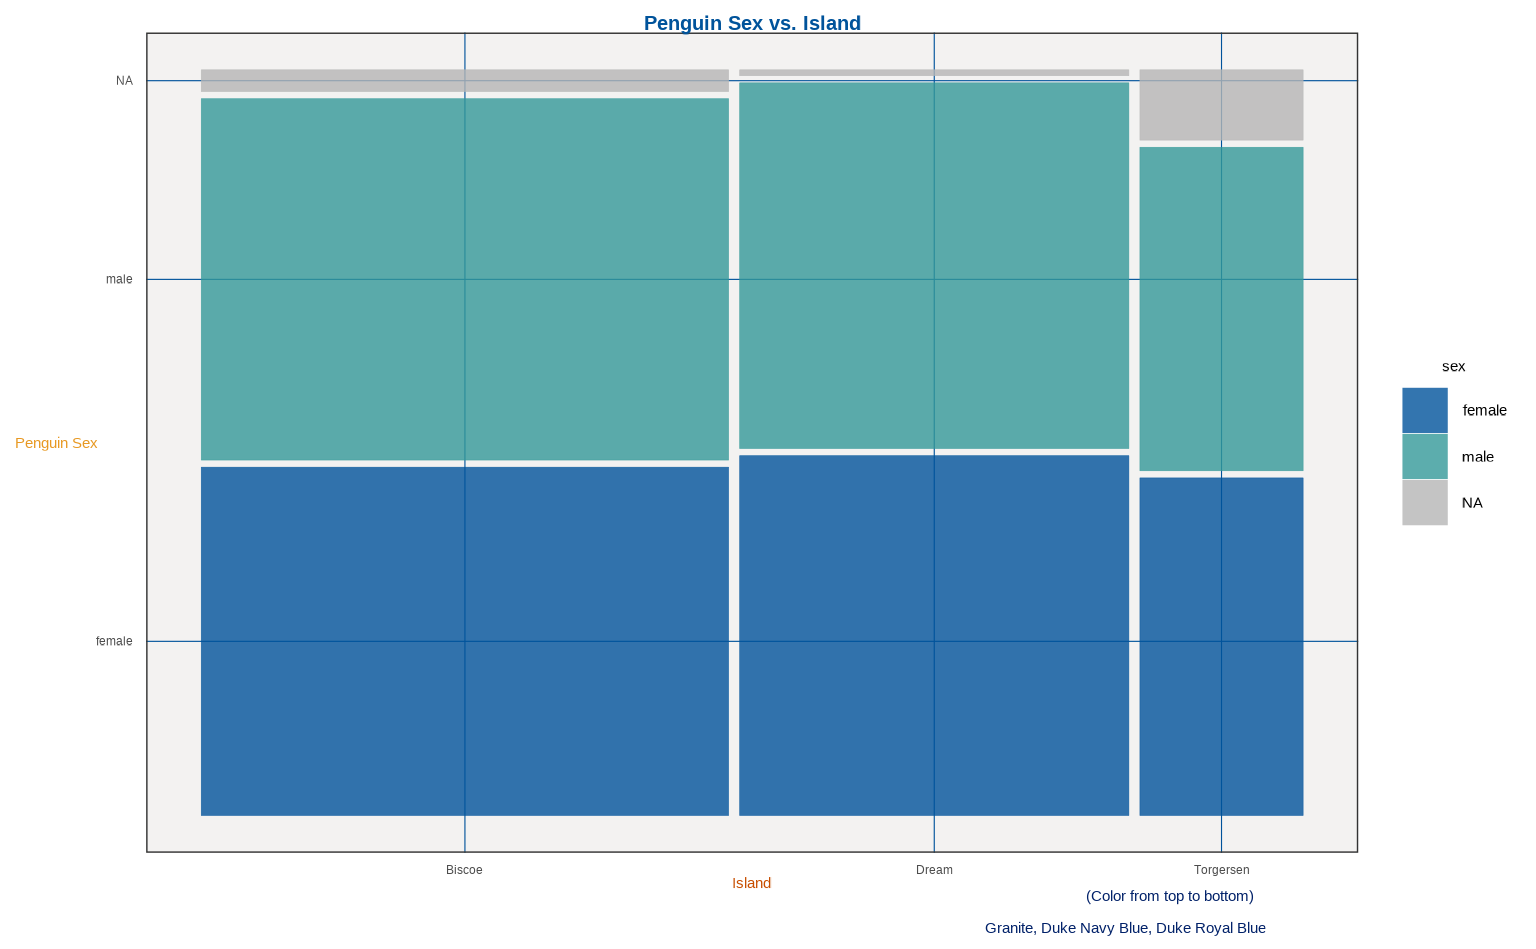 Penguin Sex vs. Island
NA
male
female
Penguin Sex
Biscoe
Dream
Torgersen
Island
sex
female
male
NA
(Color from top to bottom)
Granite, Duke Navy Blue, Duke Royal Blue